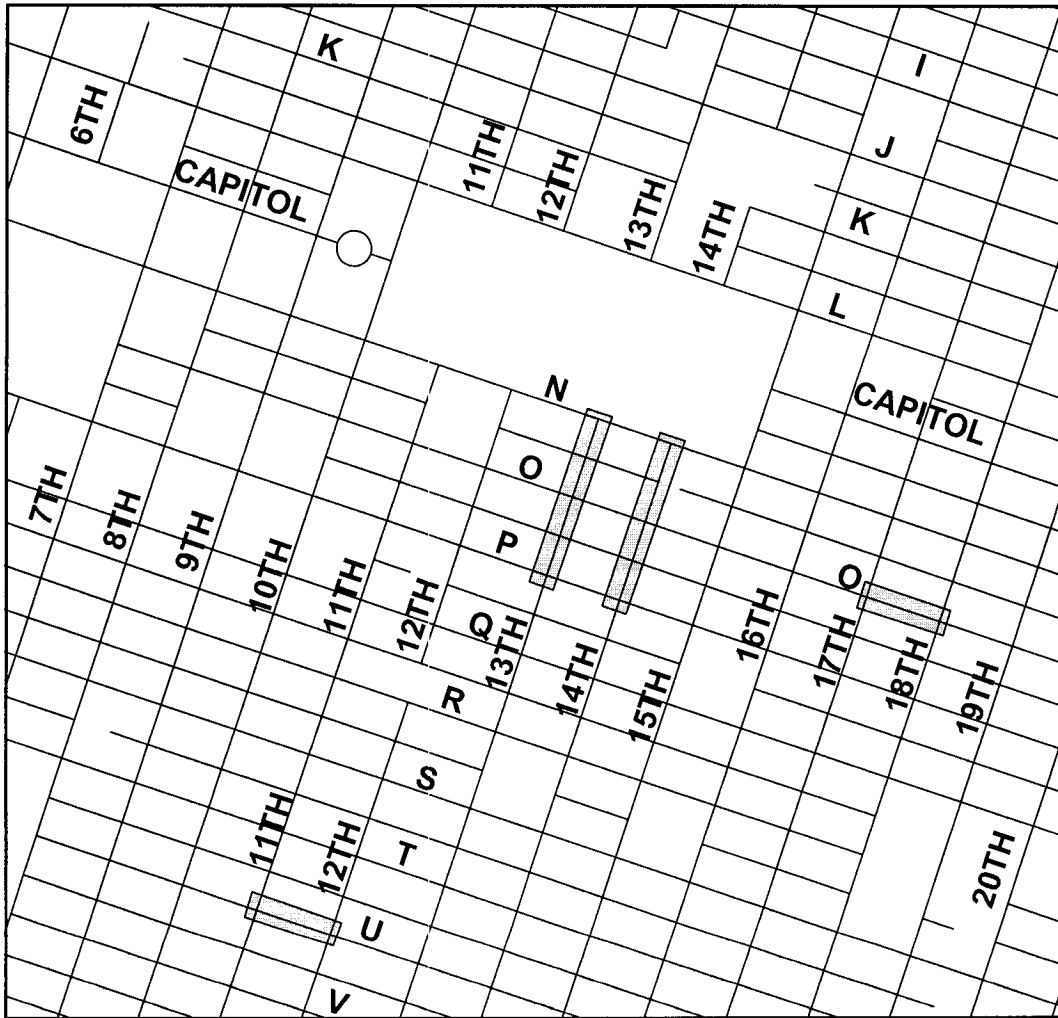 K
I
6TH
J
11TH
12TH
CAPITOL
13TH
K
14TH
L
N
CAPITOL
O
7TH
8TH
9TH
P
10TH
11TH
O
12TH
Q
13TH
16TH
17TH
14TH
18TH
15TH
19TH
R
S
11TH
12TH
T
20TH
U
V